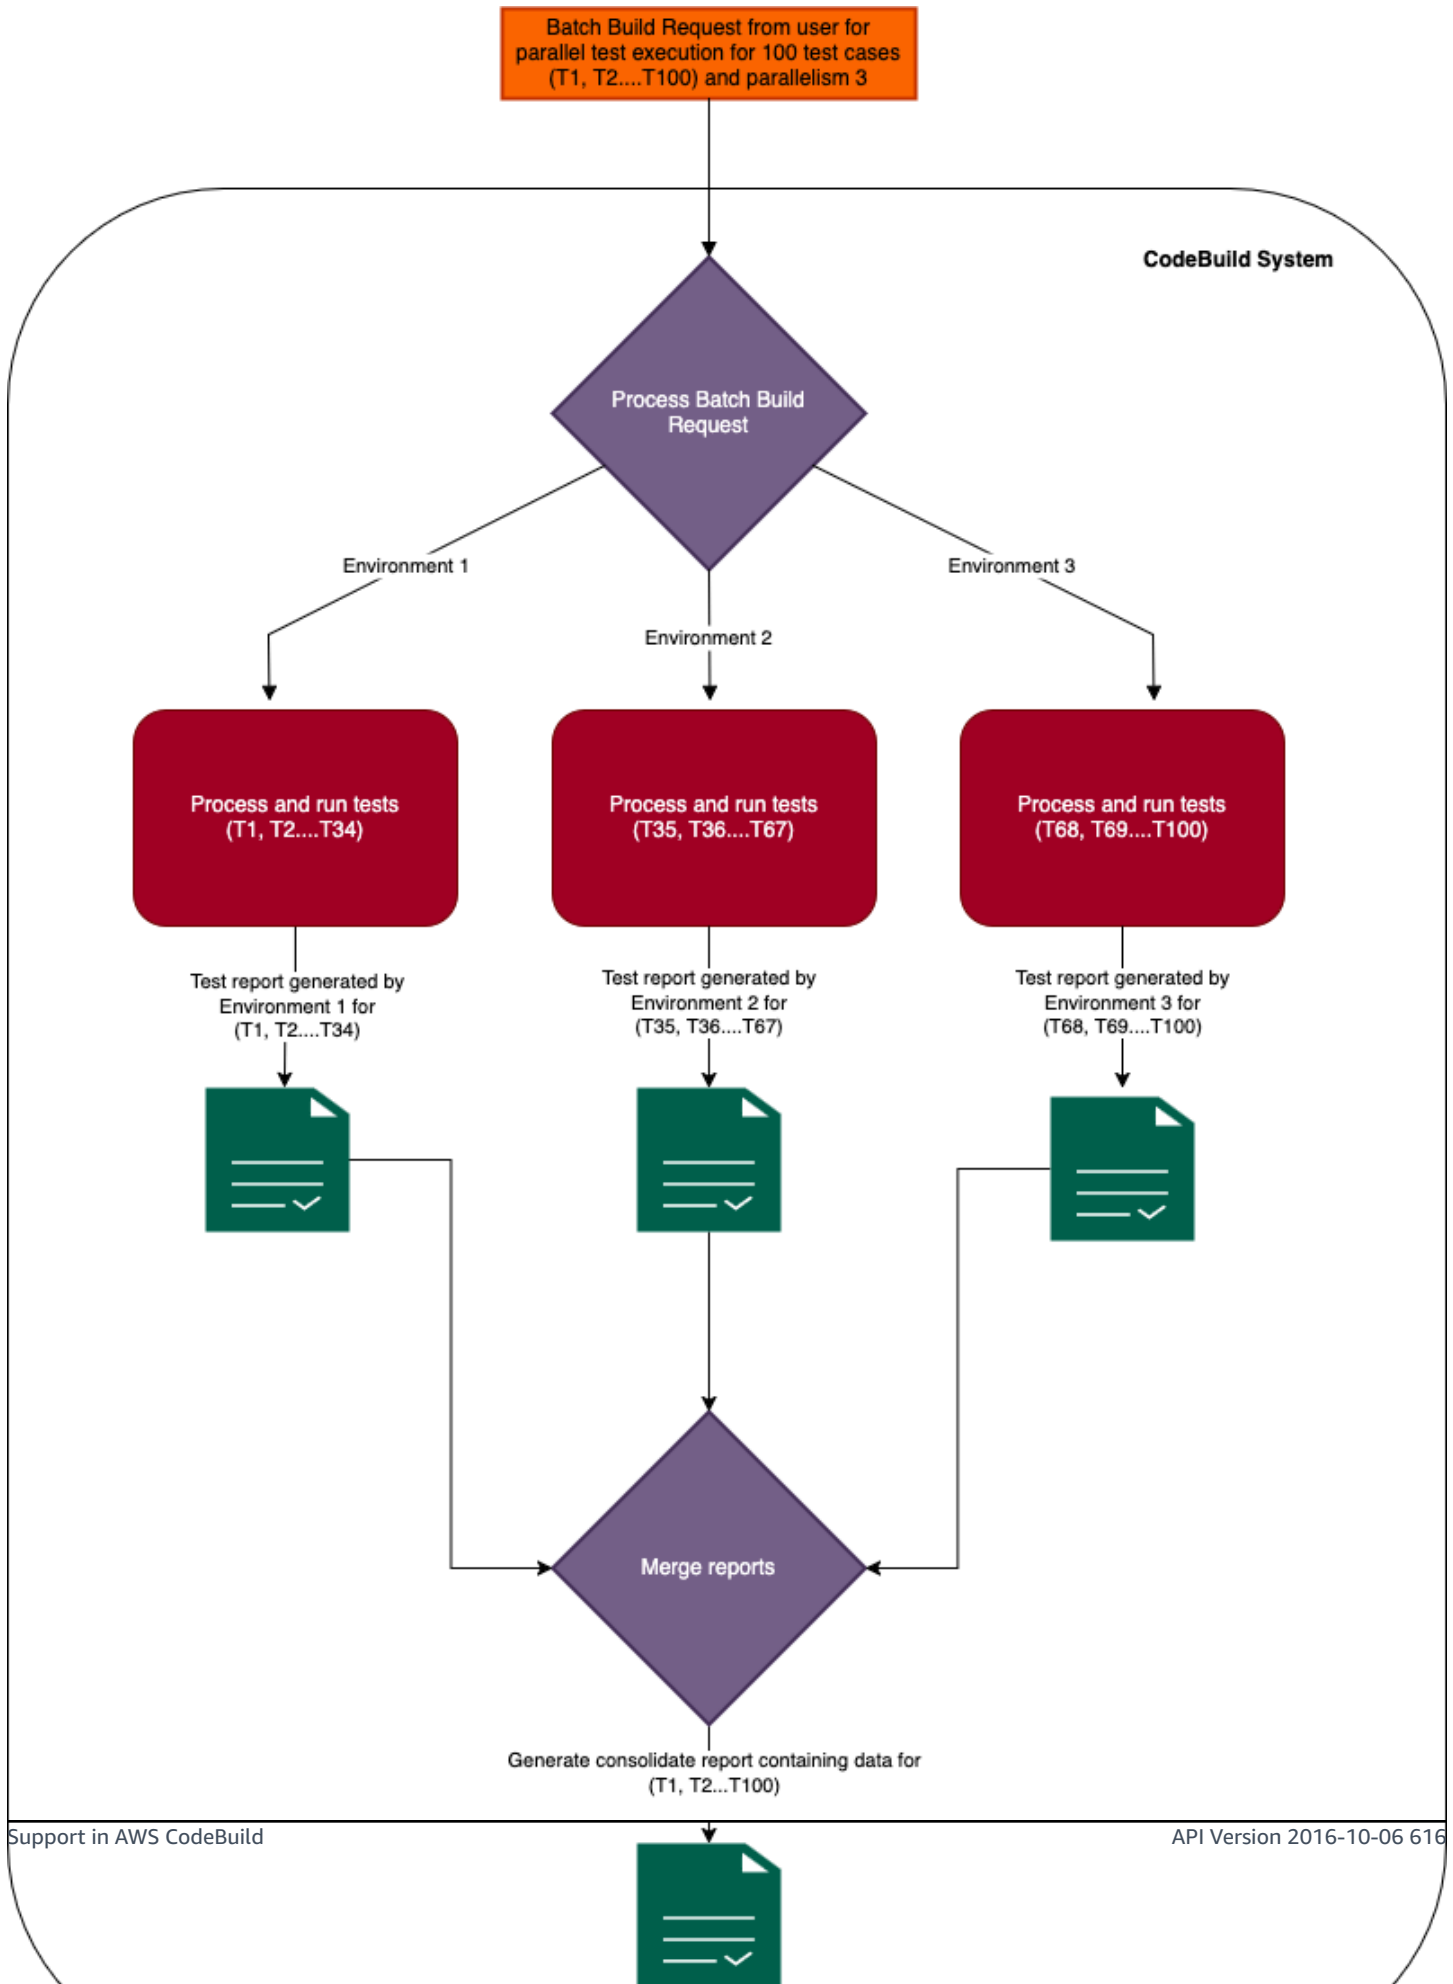 Batch Build Request from user for
parallel test execution for 100 test cases
(T1, T2....T100) and parallelism 3
CodeBuild System
Process Batch Build
Request
Environment 1
Environment 3
Environment 2
Process and run tests
(T1, T2....T34)
Process and run tests
(T35, T36....T67)
Process and run tests
(T68, T69....T100)
Test report generated by
Environment 1 for
(T1, T2....T34)
Test report generated by
Environment 2 for
(T35, T36....T67)
Test report generated by
Environment 3 for
(T68, T69....T100)
Merge reports
Generate consolidate report containing data for
(T1, T2...T100)
Support in AWS CodeBuild
API Version 2016-10-06 616